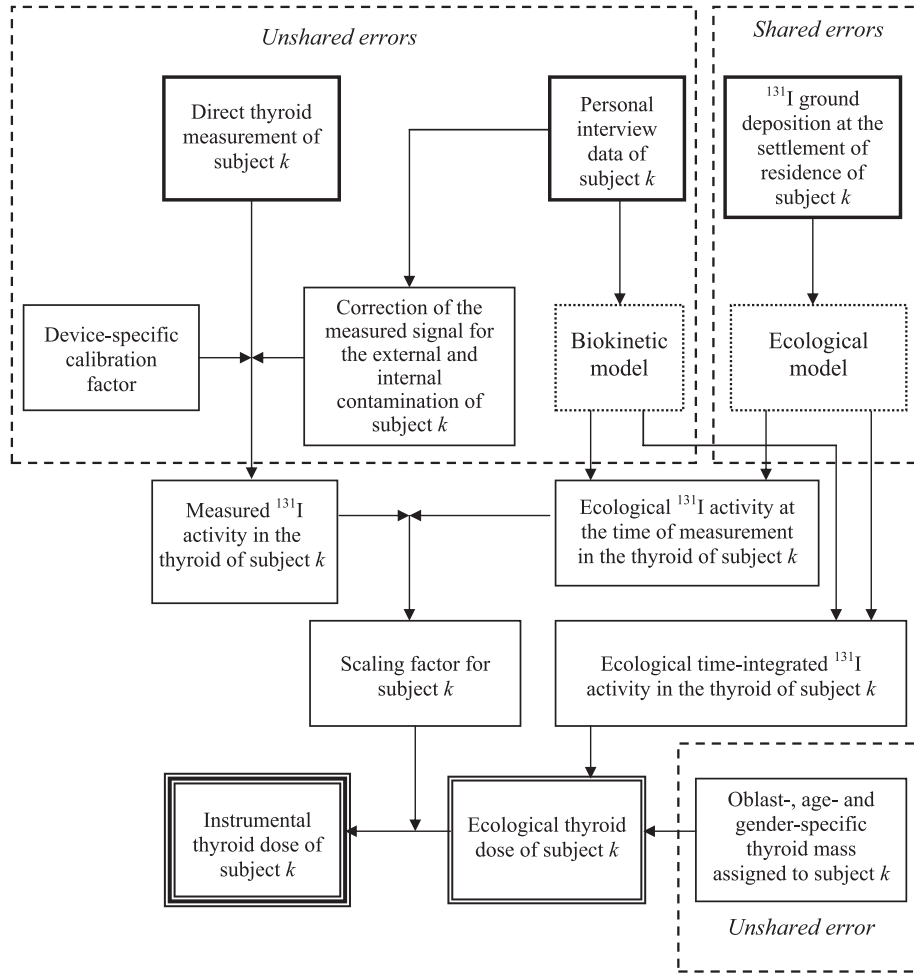 Unshared errors
Shared errors
Direct thyroid
measurement of
subject k
Personal
interview
data of
subject k
¹³¹I ground
deposition at the
settlement of
residence of
subject k
Device-specific
calibration
factor
Correction of the
measured signal for
the external and
internal
contamination of
subject k
Biokinetic
model
Ecological
model
Measured ¹³¹I
activity in the
thyroid of subject k
Ecological ¹³¹I activity at
the time of measurement
in the thyroid of subject k
Scaling factor for
subject k
Ecological time-integrated ¹³¹I
activity in the thyroid of subject k
Instrumental
thyroid dose of
subject k
Ecological thyroid
dose of subject k
Oblast-, age- and
gender-specific
thyroid mass
assigned to subject k
Unshared error